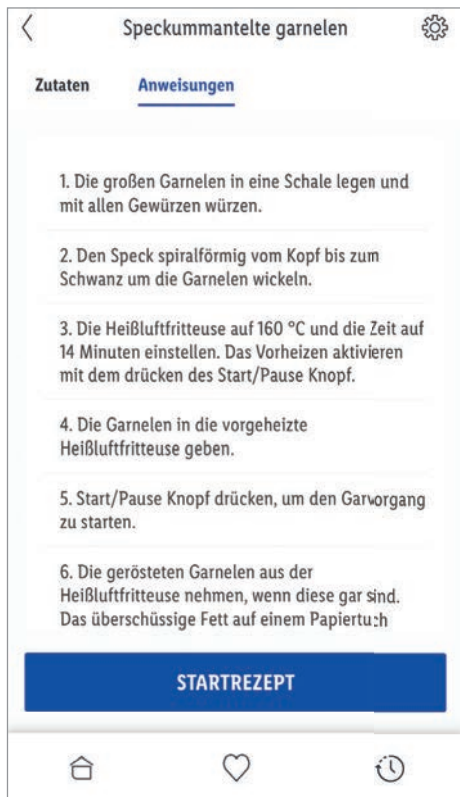 Speckummantelte garnelen
Zutaten
Anweisungen
1. Die großen Garnelen in eine Schale legen und
mit allen Gewürzen würzen.
2. Den Speck spiralförmig vom Kopf bis zum
Schwanz um die Garnelen wickeln.
3. Die Heißluftfritteuse auf 160 °C und die Zeit auf
14 Minuten einstellen. Das Vorheizen aktivieren
mit dem drücken des Start/Pause Knopf.
4. Die Garnelen in die vorgeheizte
Heißluftfritteuse geben.
5. Start/Pause Knopf drücken, um den Garvorgang
zu starten.
6. Die gerösteten Garnelen aus der
Heißluftfritteuse nehmen, wenn diese gar sind.
Das überschüssige Fett auf einem Papiertuch
STARTREZEPT